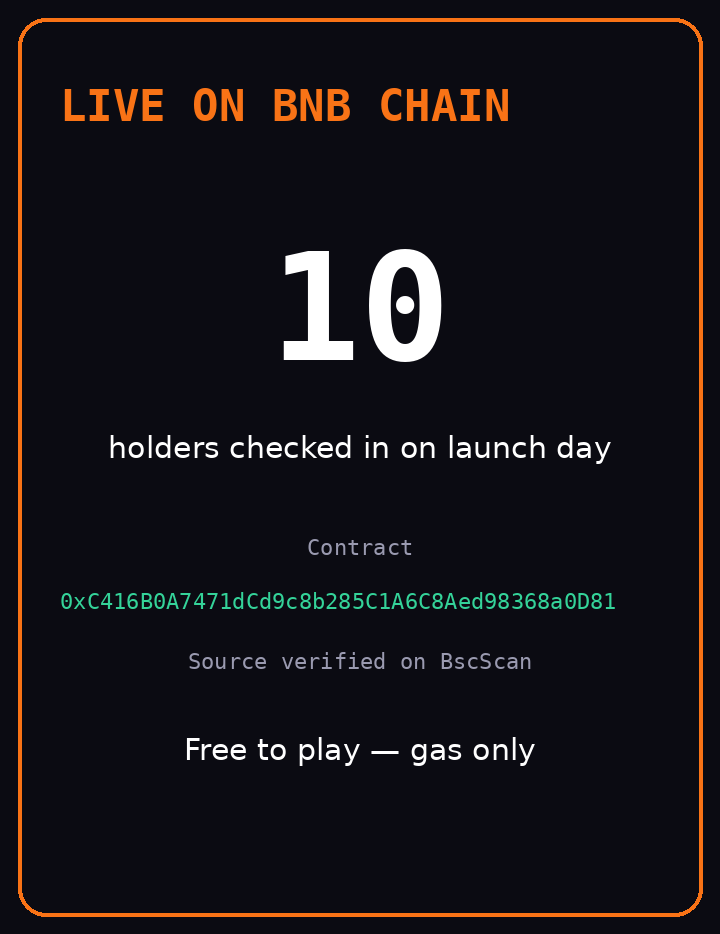 LIVE ON BNB CHAIN
10
holders checked in on launch day
Contract
0xC416B0A7471dCd9c8b285C1A6C8Aed98368a0D81
Source verified on BscScan
Free to play — gas only